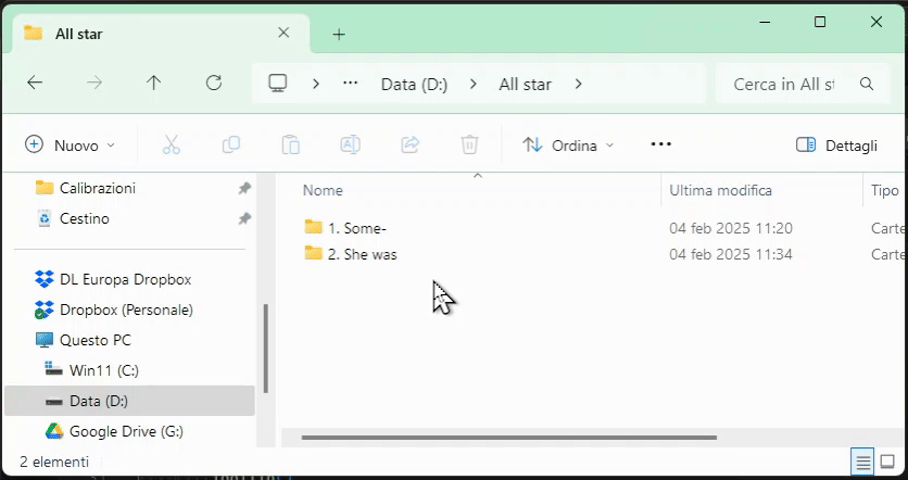 All star
Data (D:) All star
Cerca in All st
Nuovo Ordina Dettagli
Calibrazioni
Cestino
DL Europa Dropbox
Dropbox (Personale)
Questo PC
Win11 (C:)
Data (D:)
Google Drive (G:)
Nome Ultima modifica Tipo
1. Some- 04 feb 2025 11:20 Carte
2. She was 04 feb 2025 11:34 Carte
2 elementi